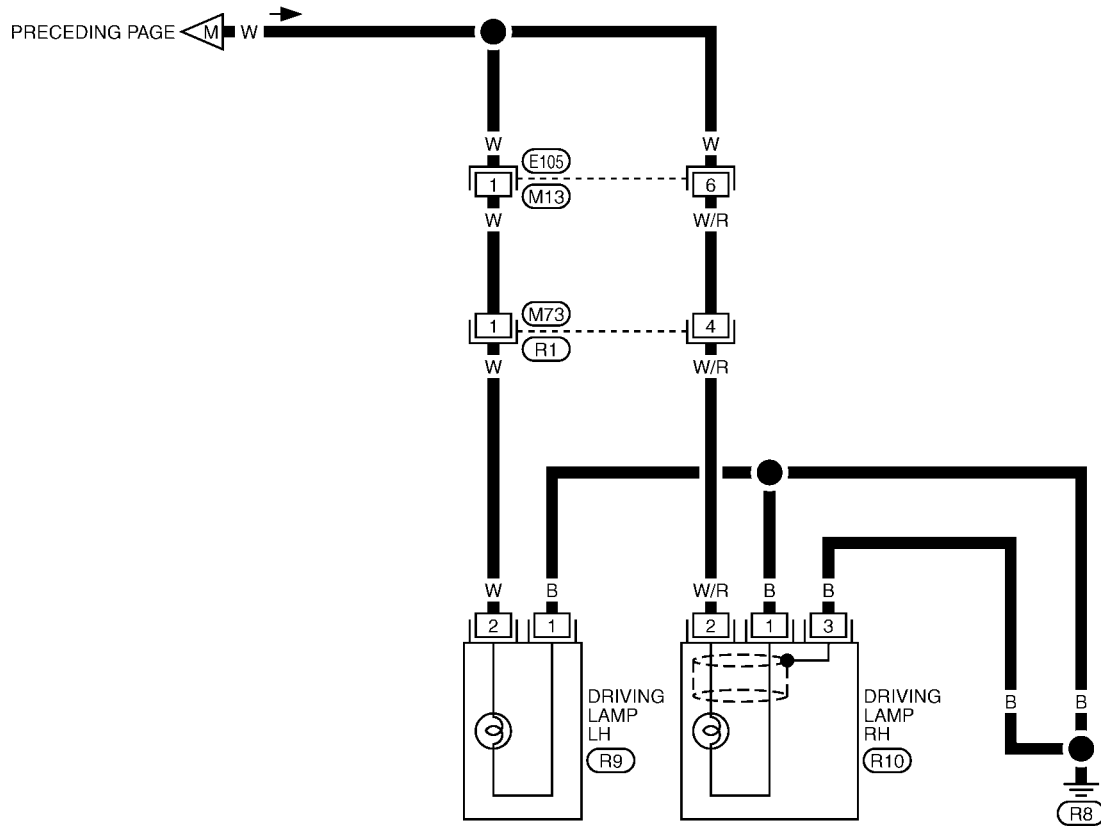 PRECEDING PAGE M W
W W
E105
1 6
M13
W W/R
M73
1 4
R1
W W/R
W B W/R B B
2 1 2 1 3
DRIVING
LAMP
LH
R9
DRIVING
LAMP
RH
R10
B B
R8